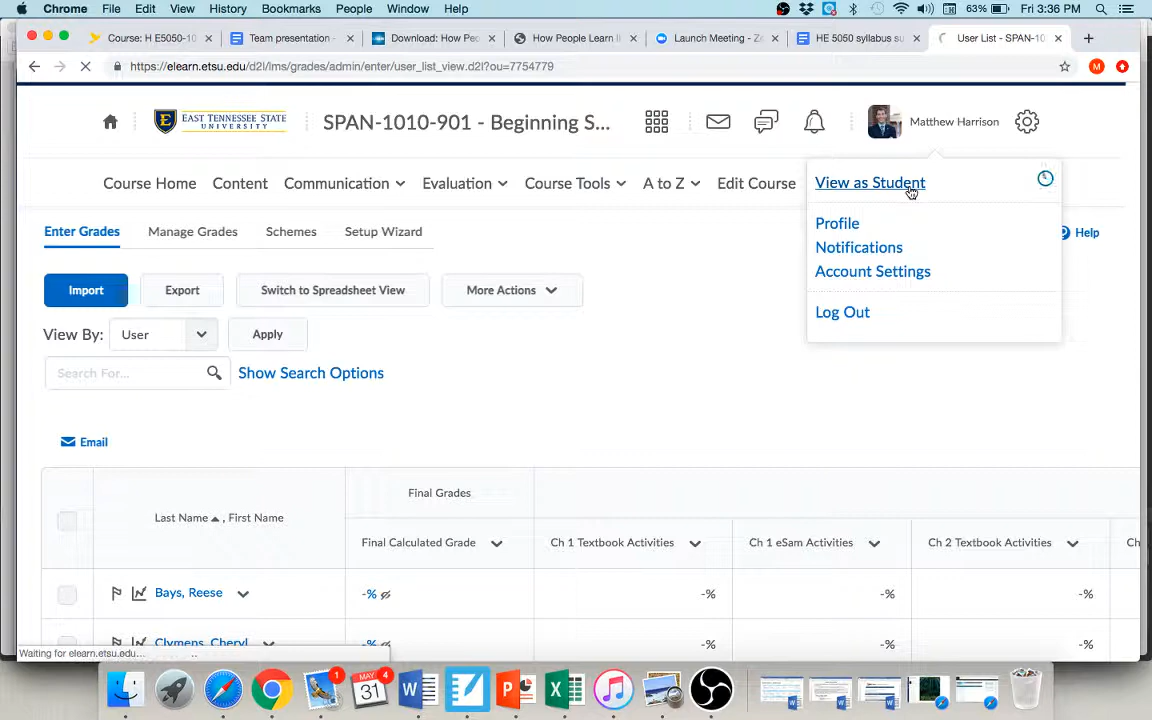 Chrome File Edit View History Bookmarks People Window Help 63% Fri 3:36 PM
Course: H E5050-10 Team presentation - Download: How Peo How People Learn II Launch Meeting - Z HE 5050 syllabus su User List - SPAN-10
https://elearn.etsu.edu/d2l/lms/grades/admin/enter/user_list_view.d2l?ou=7754779 M
E EAST TENNESSEE STATE UNIVERSITY SPAN-1010-901 - Beginning S... Matthew Harrison
Course Home Content Communication Evaluation Course Tools A to Z Edit Course
View as Student
Profile
Notifications
Account Settings
Log Out
Enter Grades Manage Grades Schemes Setup Wizard Help
Import Export Switch to Spreadsheet View More Actions
View By: User Apply
Search For... Show Search Options
Email
Final Grades
Last Name , First Name
Final Calculated Grade Ch 1 Textbook Activities Ch 1 eSam Activities Ch 2 Textbook Activities Ch
Bays, Reese -% -% -% -%
Clymens, Cheryl -% -% -% -%
Waiting for elearn.etsu.edu...
1 MAY 31 4 W P X W W W